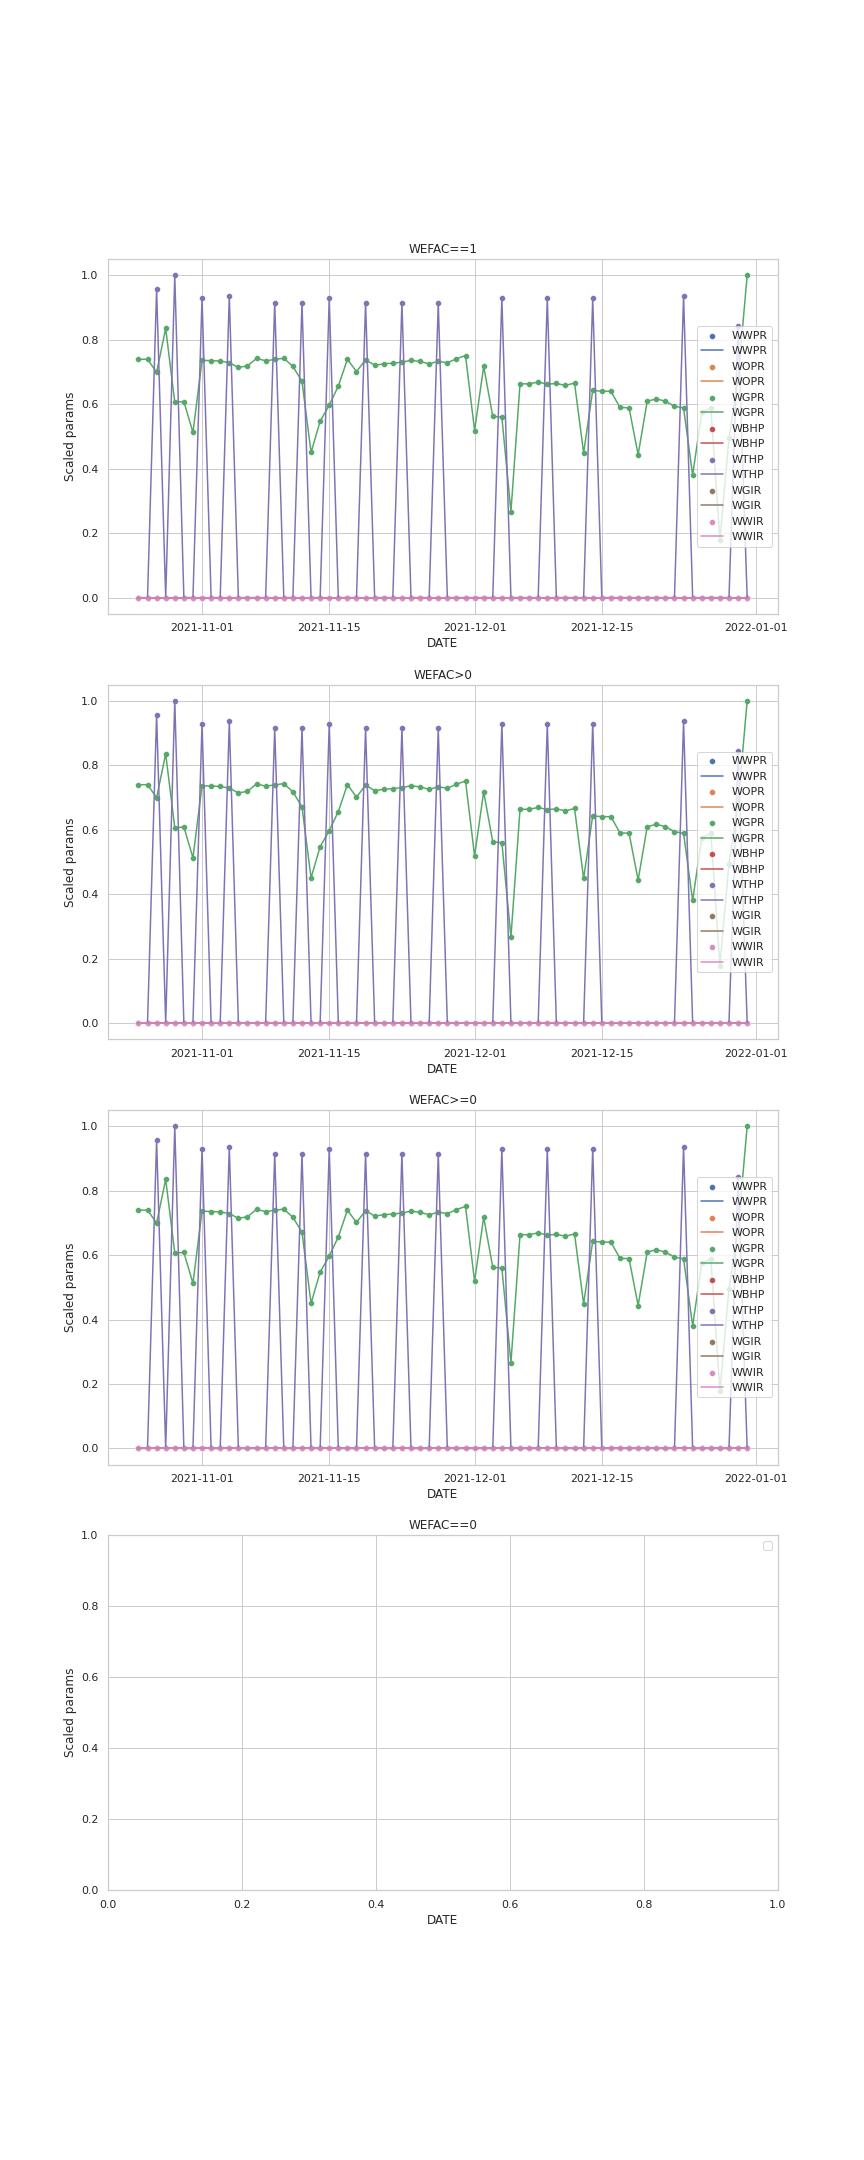 WEFAC==1
1.0
0.8
0.6
0.4
0.2
0.0
Scaled params
WWPR
WWPR
WOPR
WOPR
WGPR
WGPR
WBHP
WBHP
WTHP
WTHP
WGIR
WGIR
WWIR
WWIR
2021-11-01 2021-11-15 2021-12-01 2021-12-15 2022-01-01
DATE
WEFAC>0
1.0
0.8
0.6
0.4
0.2
0.0
Scaled params
WWPR
WWPR
WOPR
WOPR
WGPR
WGPR
WBHP
WBHP
WTHP
WTHP
WGIR
WGIR
WWIR
WWIR
2021-11-01 2021-11-15 2021-12-01 2021-12-15 2022-01-01
DATE
WEFAC>=0
1.0
0.8
0.6
0.4
0.2
0.0
Scaled params
WWPR
WWPR
WOPR
WOPR
WGPR
WGPR
WBHP
WBHP
WTHP
WTHP
WGIR
WGIR
WWIR
WWIR
2021-11-01 2021-11-15 2021-12-01 2021-12-15 2022-01-01
DATE
WEFAC==0
1.0
0.8
0.6
0.4
0.2
0.0
Scaled params
0.0 0.2 0.4 0.6 0.8 1.0
DATE